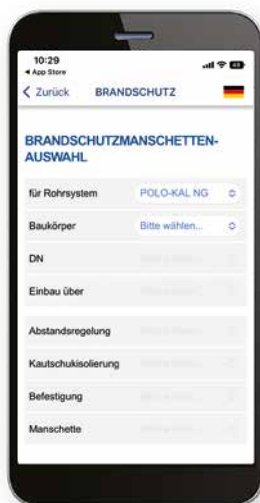 10:29
◂ App Store
Zurück BRANDSCHUTZ
BRANDSCHUTZMANSCHETTEN-
AUSWAHL
für Rohrsystem POLO-KAL NG
Baukörper Bitte wählen...
DN
Einbau über
Abstandsregelung
Kautschukisolierung
Befestigung
Manschette